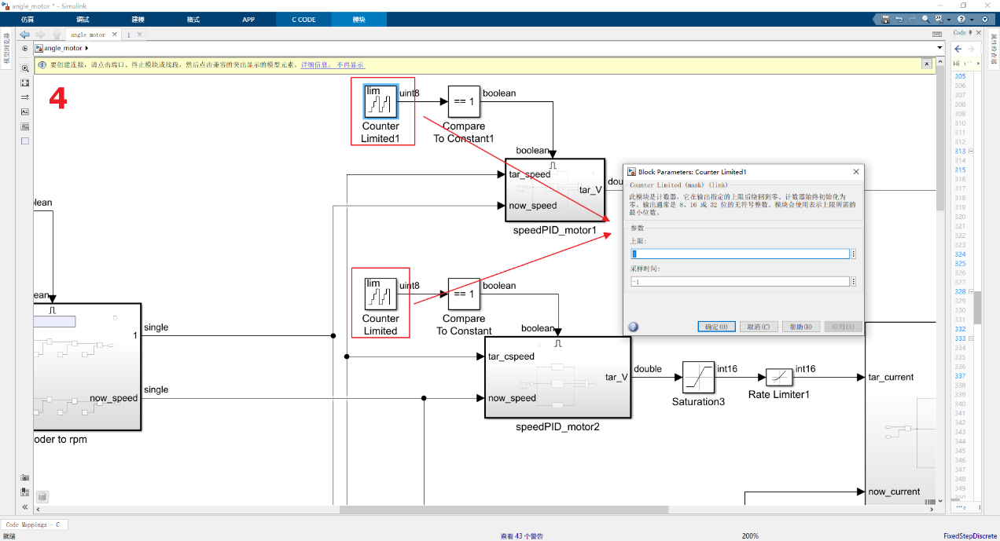 angle_motor * - Simulink
仿真 调试 建模 格式 APP C CODE 模块
angle_motor 1
Code
angle_motor
模型浏览器
属性检查器
要创建连接，请点击端口、终止模块或线段，然后点击兼容的突出显示的模型元素。 详细信息。 不再显示
4
lim
uint8
== 1
boolean
Counter
Limited1
Compare
To Constant1
boolean
tar_speed
now_speed
tar_V
speedPID_motor1
lean
ean
lim
uint8
== 1
boolean
Counter
Limited
Compare
To Constant
boolean
tar_cspeed
now_speed
tar_V
speedPID_motor2
double
int16
Saturation3
int16
Rate Limiter1
tar_current
now_current
single
1
single
now_speed
oder to rpm
Block Parameters: Counter Limited1
Counter Limited (mask) (link)
此模块是计数器，它在输出指定的上限后绕回到零。计数器始终初始化为
零。输出通常是 8、16 或 32 位的无符号整数。模块会使用表示上限所需的
最小位数。
参数
上限:
采样时间:
-1
确定(O) 取消(C) 帮助(H) 应用(A)
305
306
307
308
309
310
311
312
313
314
315
316
317
318
319
320
321
322
323
324
325
326
327
328
329
330
331
332
333
334
335
336
337
338
339
340
341
342
343
344
345
346
347
348
349
350
Code Mappings - C
就绪
查看 43 个警告
200%
FixedStepDiscrete